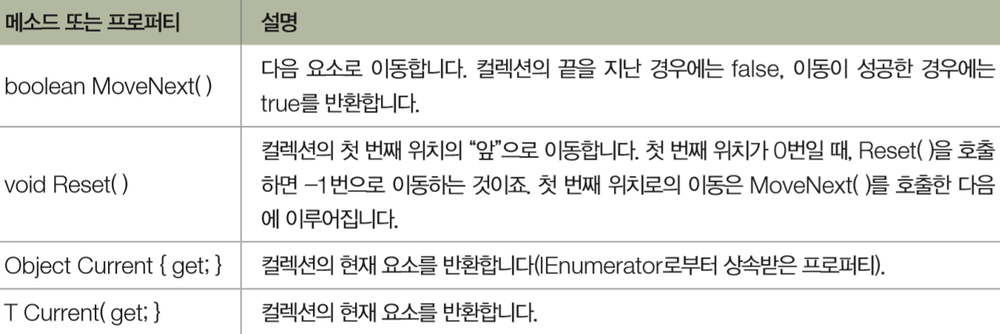 메소드 또는 프로퍼티
설명
boolean MoveNext( )
다음 요소로 이동합니다. 컬렉션의 끝을 지난 경우에는 false, 이동이 성공한 경우에는
true를 반환합니다.
void Reset( )
컬렉션의 첫 번째 위치의 “앞”으로 이동합니다. 첫 번째 위치가 0번일 때, Reset( )을 호출
하면 –1번으로 이동하는 것이죠. 첫 번째 위치로의 이동은 MoveNext( )를 호출한 다음
에 이루어집니다.
Object Current { get; }
컬렉션의 현재 요소를 반환합니다(IEnumerator로부터 상속받은 프로퍼티).
T Current( get; }
컬렉션의 현재 요소를 반환합니다.